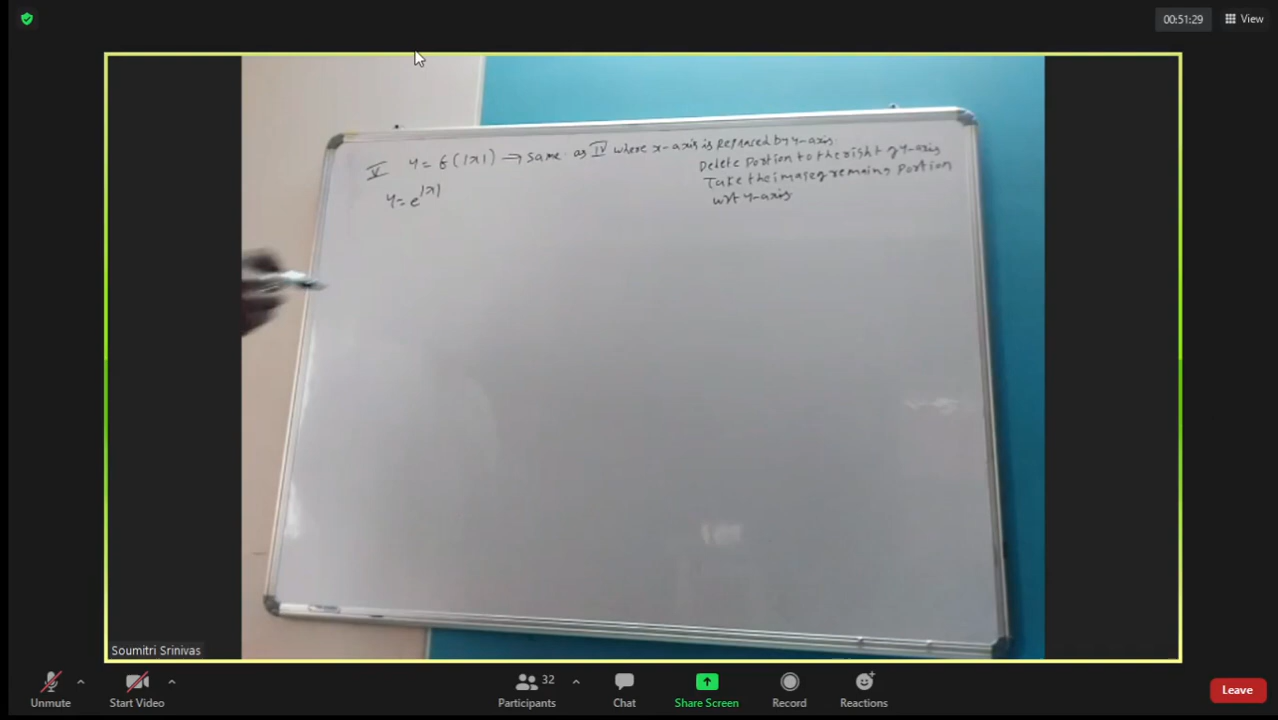 00:51:29
View
V y = f(|x|) → same as IV where x-axis is replaced by y-axis.
Delete portion to the right of y-axis
Take the image of remaining portion
wrt y-axis
y = e^|x|
Soumitri Srinivas
Unmute
Start Video
32
Participants
Chat
Share Screen
Record
Reactions
Leave